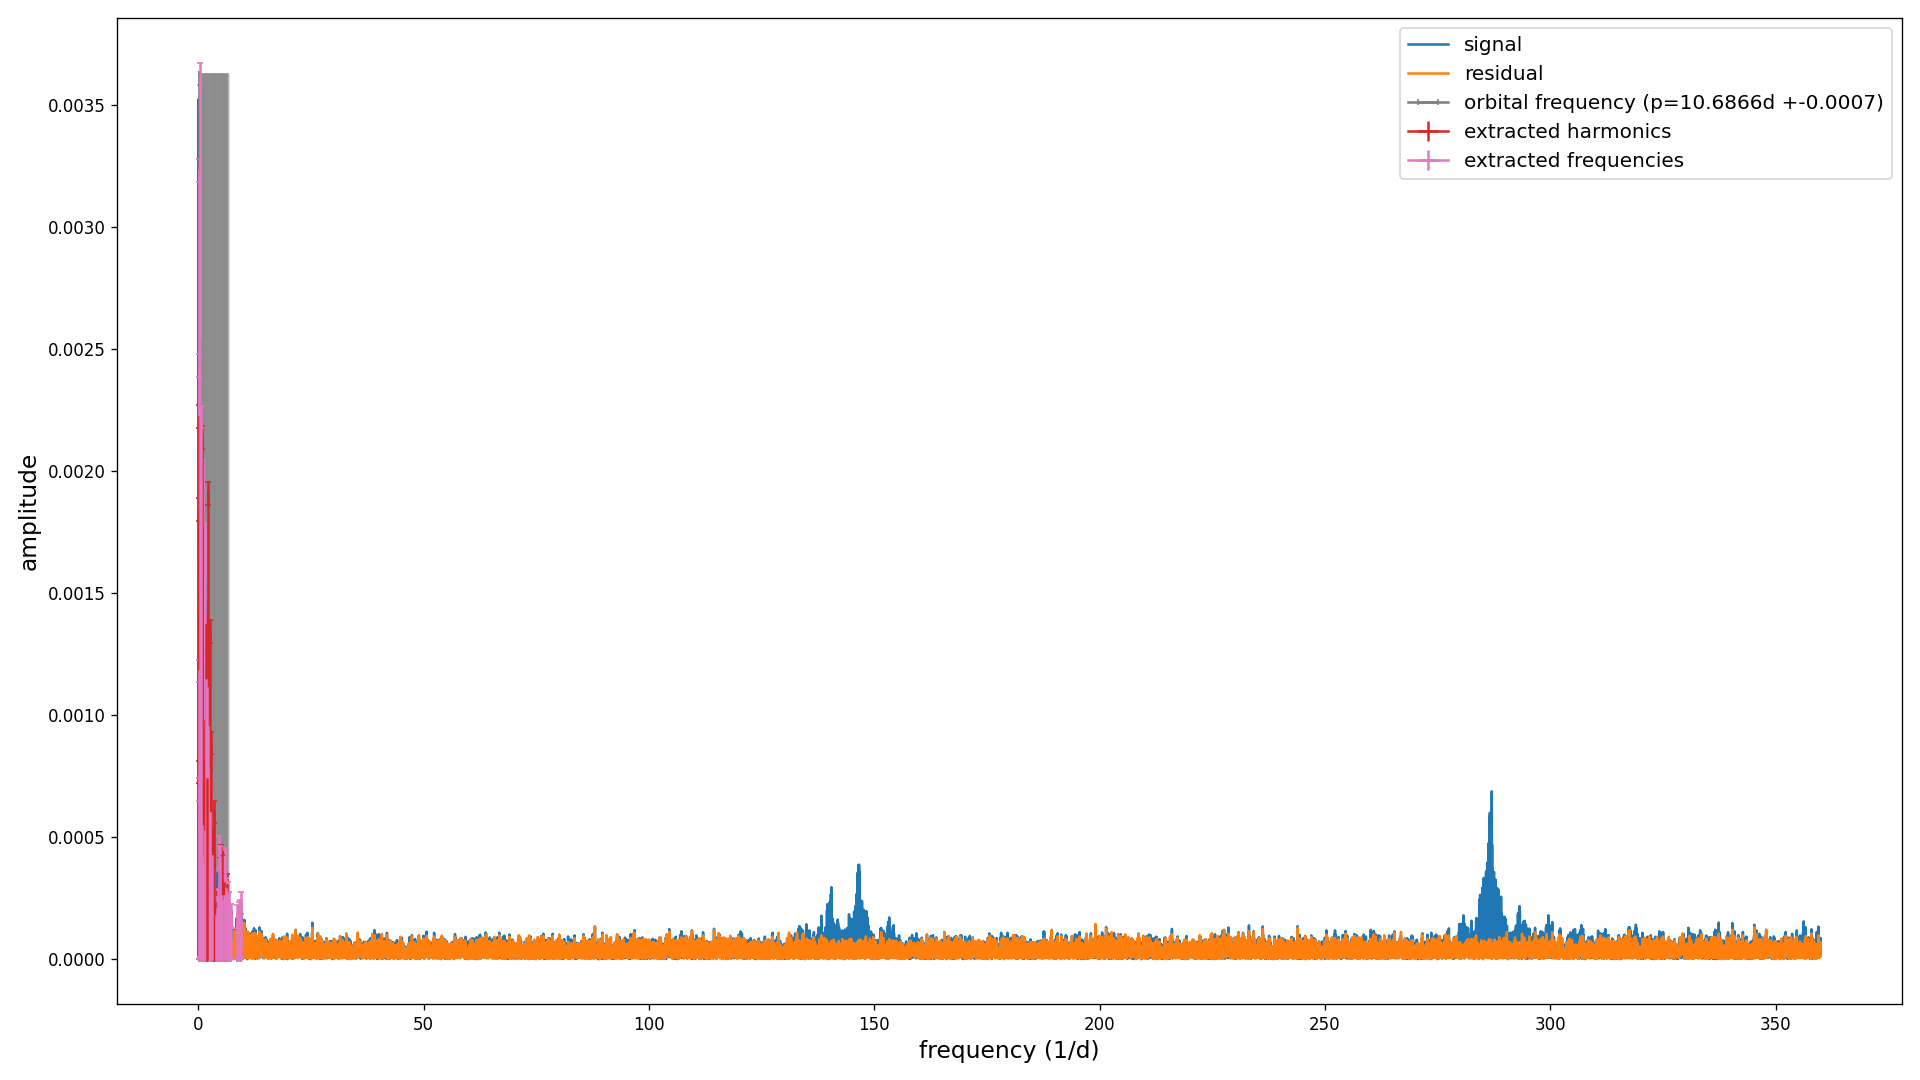 signal
residual
orbital frequency (p=10.6866d +-0.0007)
extracted harmonics
extracted frequencies
0.0035
0.0030
0.0025
0.0020
0.0015
0.0010
0.0005
0.0000
amplitude
0 50 100 150 200 250 300 350
frequency (1/d)